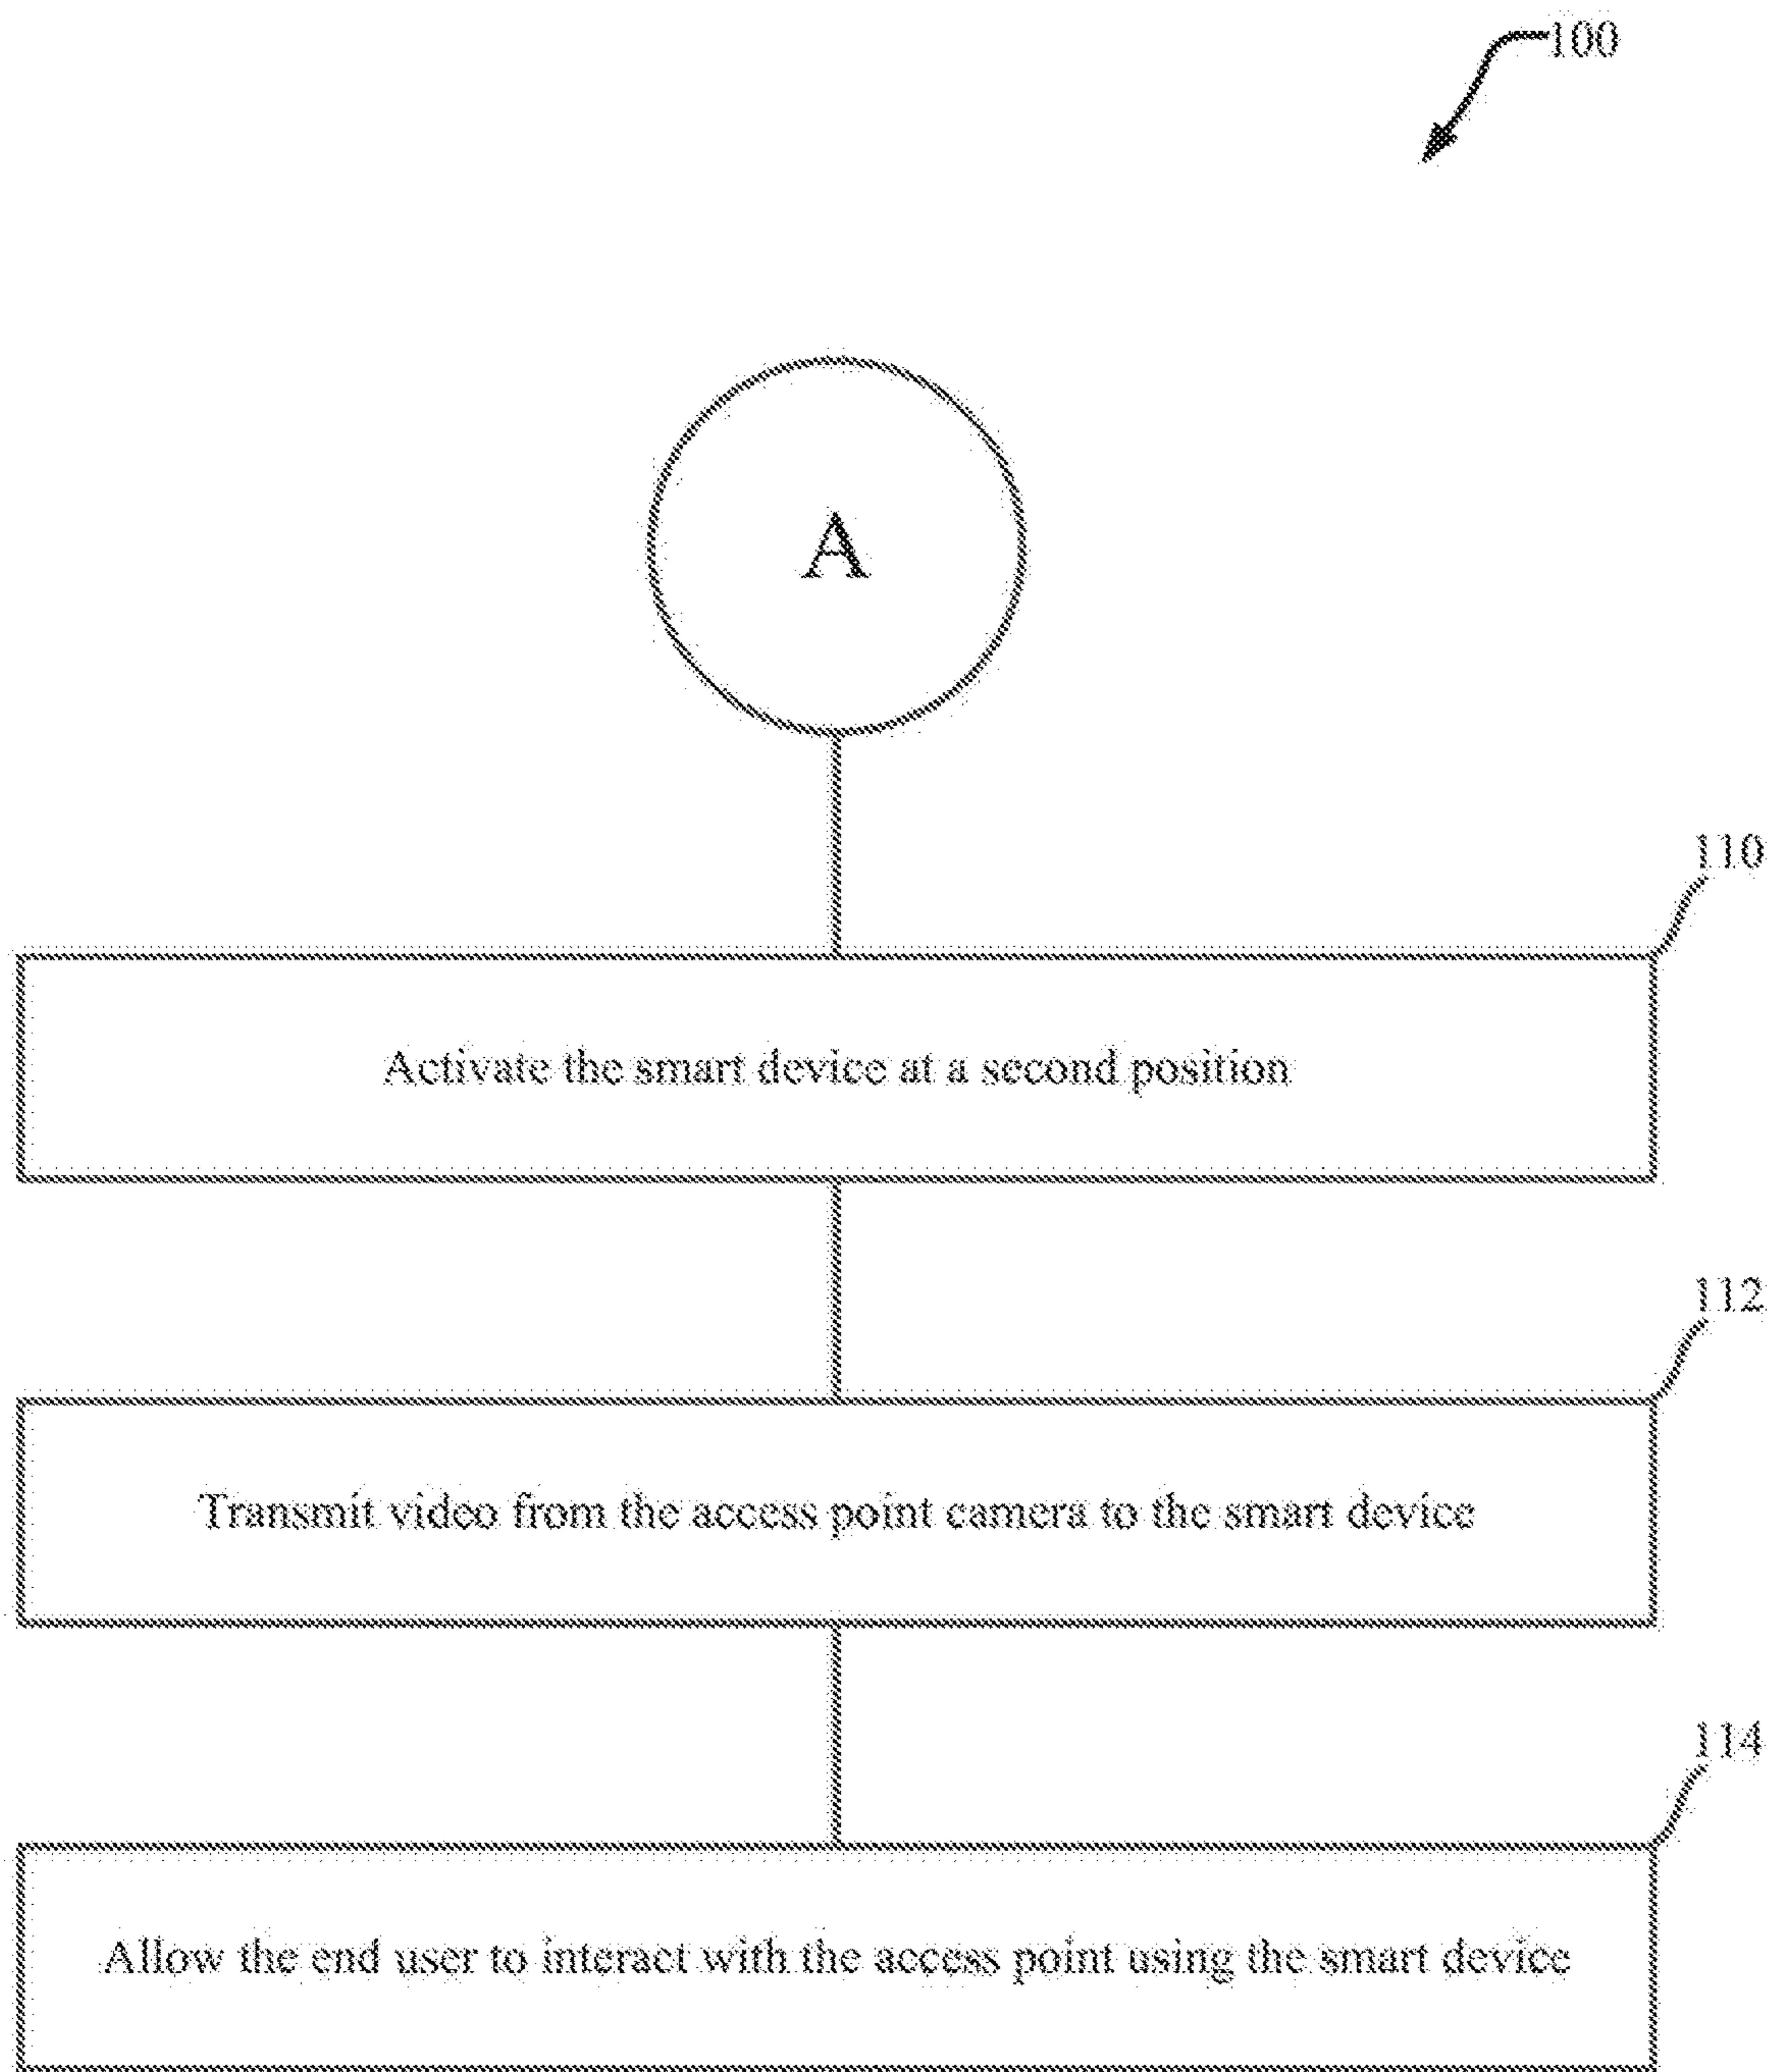 100
A
110
Activate the smart device at a second position
112
Transmit video from the access point camera to the smart device
114
Allow the end user to interact with the access point using the smart device